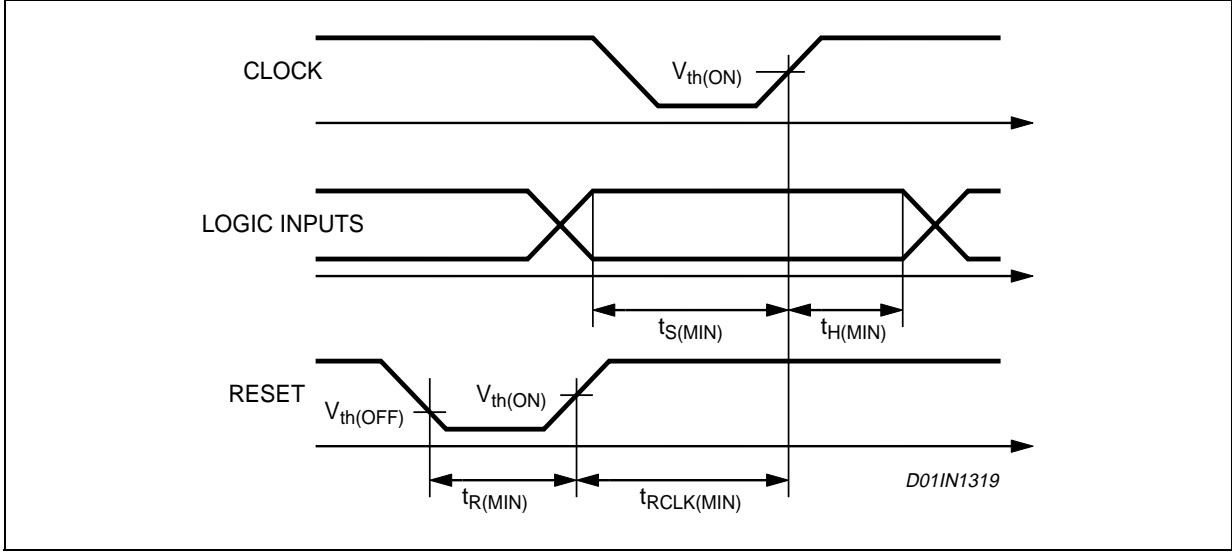 CLOCK
Vth(ON)
LOGIC INPUTS
tS(MIN)
tH(MIN)
RESET
Vth(OFF)
Vth(ON)
D01IN1319
tR(MIN)
tRCLK(MIN)